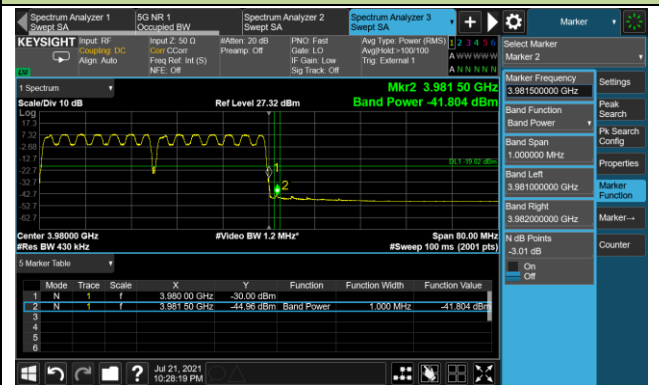 Spectrum Analyzer 1
Swept SA
5G NR 1
Occupied BW
Spectrum Analyzer 2
Swept SA
Spectrum Analyzer 3
Swept SA
Marker
KEYSIGHT
Input: RF
Coupling: DC
Align: Auto
Input Z: 50 Ω
Corr CCorr
Freq Ref: Int (S)
NFE: Off
#Atten: 20 dB
Preamp: Off
PNO: Fast
Gate: LO
IF Gain: Low
Sig Track: Off
Avg Type: Power (RMS)
Avg|Hold:>100/100
Trig: External 1
1 2 3 4 5 6
A W W W W W
A N N N N N
LXI
1 Spectrum
Scale/Div 10 dB
Log
Ref Level 27.32 dBm
Mkr2 3.981 50 GHz
Band Power -41.804 dBm
17.3
7.32
-2.68
-12.7
-22.7
-32.7
-42.7
-52.7
-62.7
DL1 -19.02 dBm
1
2
Center 3.98000 GHz
#Res BW 430 kHz
#Video BW 1.2 MHz*
Span 80.00 MHz
#Sweep 100 ms (2001 pts)
5 Marker Table
Mode Trace Scale X Y Function Function Width Function Value
1 N 1 f 3.980 00 GHz -30.00 dBm
2 N 1 f 3.981 50 GHz -44.96 dBm Band Power 1.000 MHz -41.804 dBm
3
4
5
6
Jul 21, 2021
10:28:19 PM
Select Marker
Marker 2
Marker Frequency
3.981500000 GHz
Band Function
Band Power
Band Span
1.000000 MHz
Band Left
3.981000000 GHz
Band Right
3.982000000 GHz
N dB Points
-3.01 dB
On
Off
Settings
Peak
Search
Pk Search
Config
Properties
Marker
Function
Marker→
Counter